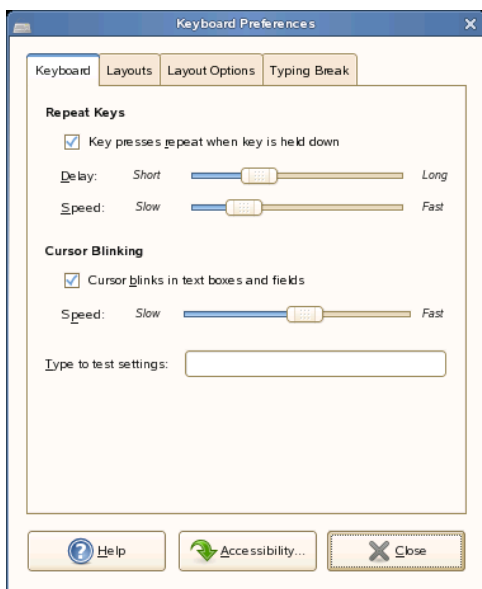 Keyboard Preferences
Keyboard Layouts Layout Options Typing Break
Repeat Keys
Key presses repeat when key is held down
Delay: Short Long
Speed: Slow Fast
Cursor Blinking
Cursor blinks in text boxes and fields
Speed: Slow Fast
Type to test settings:
Help Accessibility... Close